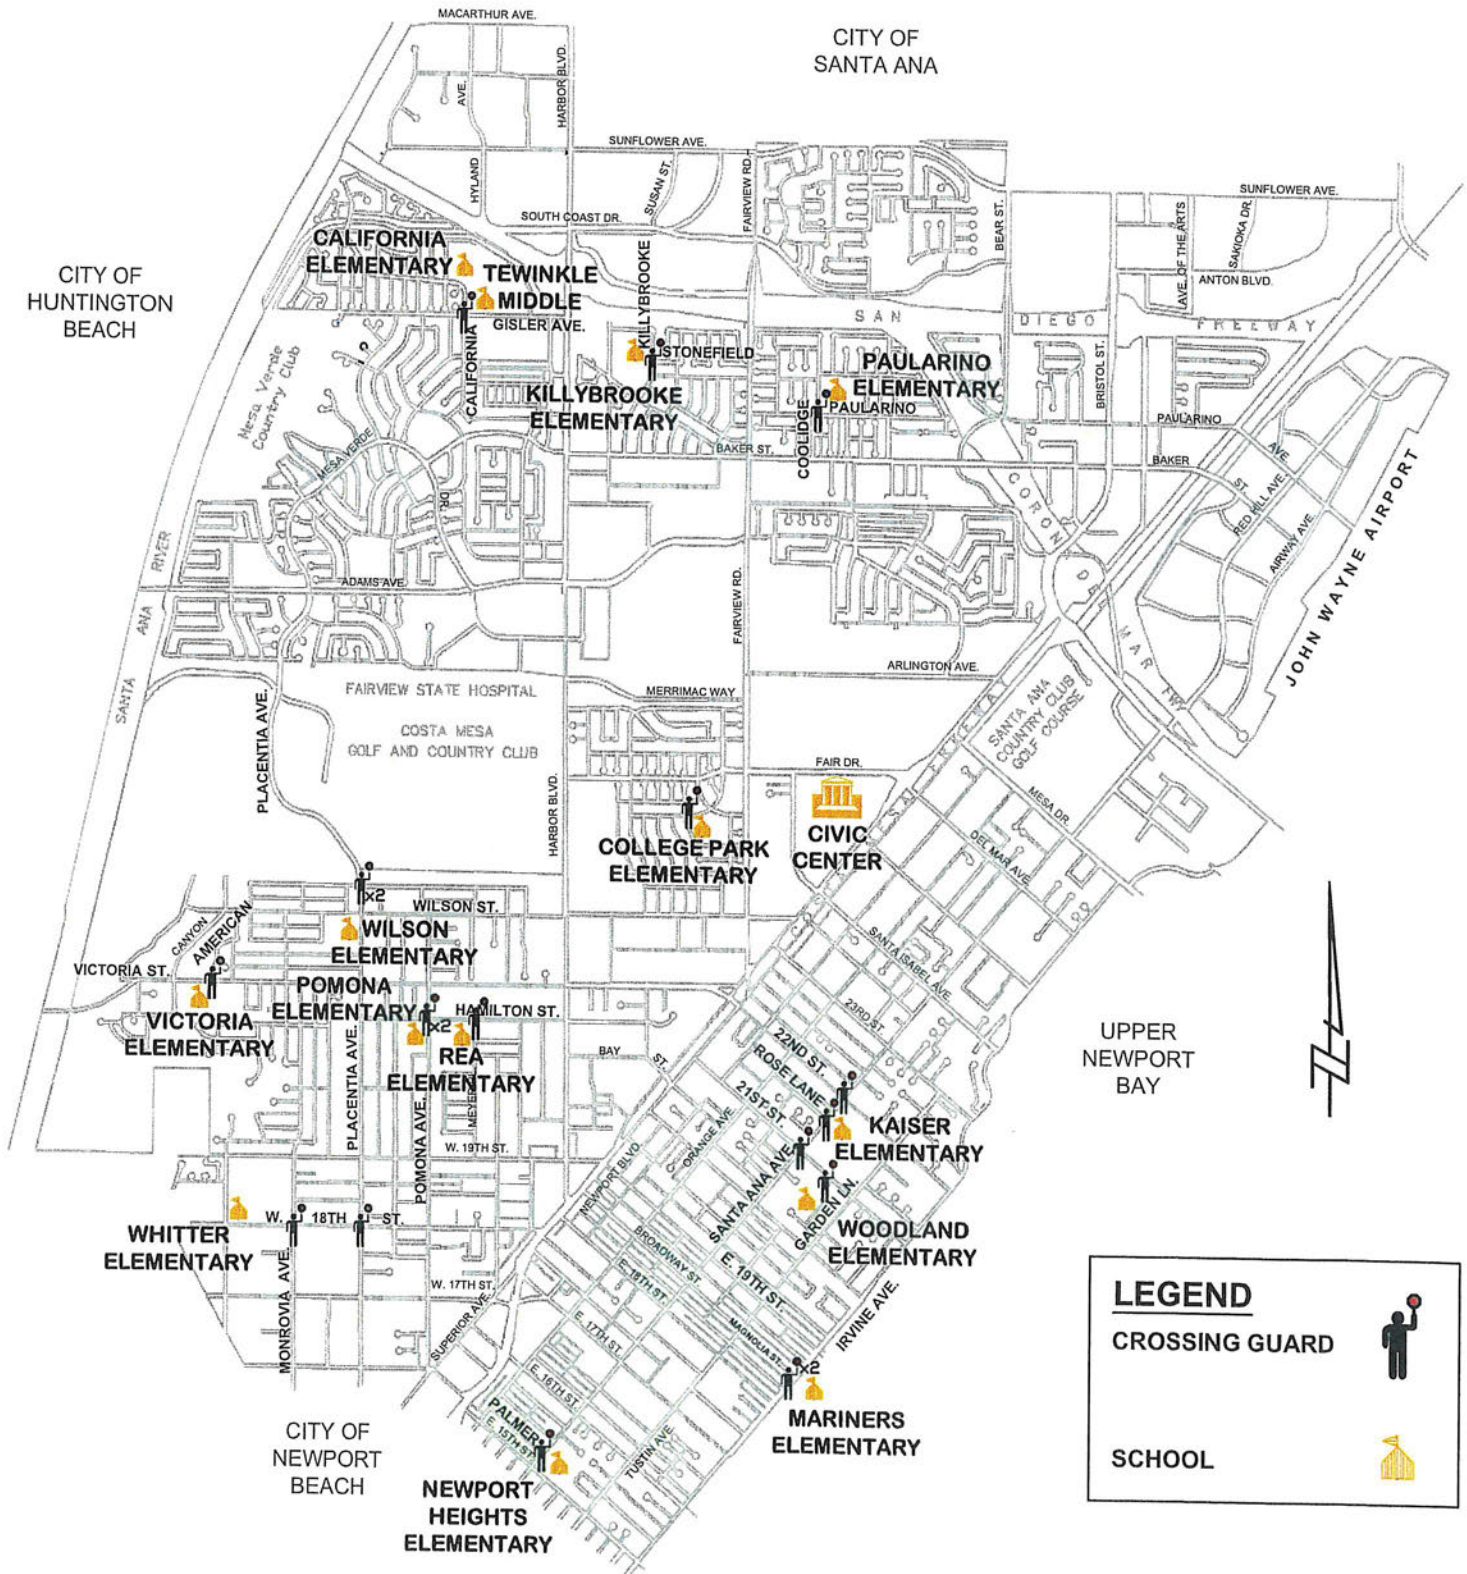 MACARTHUR AVE.
CITY OF
SANTA ANA
AVE.
HARBOR BLVD.
SUNFLOWER AVE.
HYLAND
SUSAN ST.
FAIRVIEW RD.
SUNFLOWER AVE.
SOUTH COAST DR.
BEAR ST.
AVE. OF THE ARTS
SAKIOKA DR.
ANTON BLVD.
CITY OF
HUNTINGTON
BEACH
CALIFORNIA
ELEMENTARY
TEWINKLE
MIDDLE
GISLER AVE.
KILLYBROOKE
STONEFIELD
SAN DIEGO FREEWAY
Mesa Verde
Country Club
CALIFORNIA
KILLYBROOKE
ELEMENTARY
PAULARINO
ELEMENTARY
PAULARINO
COOLIDGE
BRISTOL ST.
PAULARINO
AVE.
BAKER ST.
BAKER
ST.
RED HILL AVE.
AIRWAY AVE.
JOHN WAYNE AIRPORT
MESA VERDE
DR.
CORONA DEL MAR FWY
SANTA ANA RIVER
ADAMS AVE.
FAIRVIEW RD.
ARLINGTON AVE.
FAIRVIEW STATE HOSPITAL
MERRIMAC WAY
COSTA MESA
GOLF AND COUNTRY CLUB
PLACENTIA AVE.
HARBOR BLVD.
SANTA ANA
COUNTRY CLUB
GOLF COURSE
FAIR DR.
CIVIC
CENTER
MESA DR.
DEL MAR AVE.
COLLEGE PARK
ELEMENTARY
x2
WILSON ST.
WILSON
ELEMENTARY
CANYON
AMERICAN
VICTORIA ST.
VICTORIA
ELEMENTARY
POMONA
ELEMENTARY
x2
HAMILTON ST.
REA
ELEMENTARY
BAY
ST.
SANTA ISABEL AVE.
23RD ST.
22ND ST.
ROSE LANE
21ST ST.
UPPER
NEWPORT
BAY
PLACENTIA AVE.
POMONA AVE.
MEYER
W. 19TH ST.
ORANGE AVE.
NEWPORT BLVD.
KAISER
ELEMENTARY
SANTA ANA AVE.
GARDEN LN.
WOODLAND
ELEMENTARY
WHITTER
ELEMENTARY
W. 18TH ST.
MONROVIA AVE.
W. 17TH ST.
SUPERIOR AVE.
BROADWAY ST.
E. 18TH ST.
E. 19TH ST.
MAGNOLIA ST.
IRVINE AVE.
E. 17TH ST.
E. 16TH ST.
x2
MARINERS
ELEMENTARY
TUSTIN AVE.
PALMER
E. 15TH ST.
CITY OF
NEWPORT
BEACH
NEWPORT
HEIGHTS
ELEMENTARY
LEGEND
CROSSING GUARD
SCHOOL